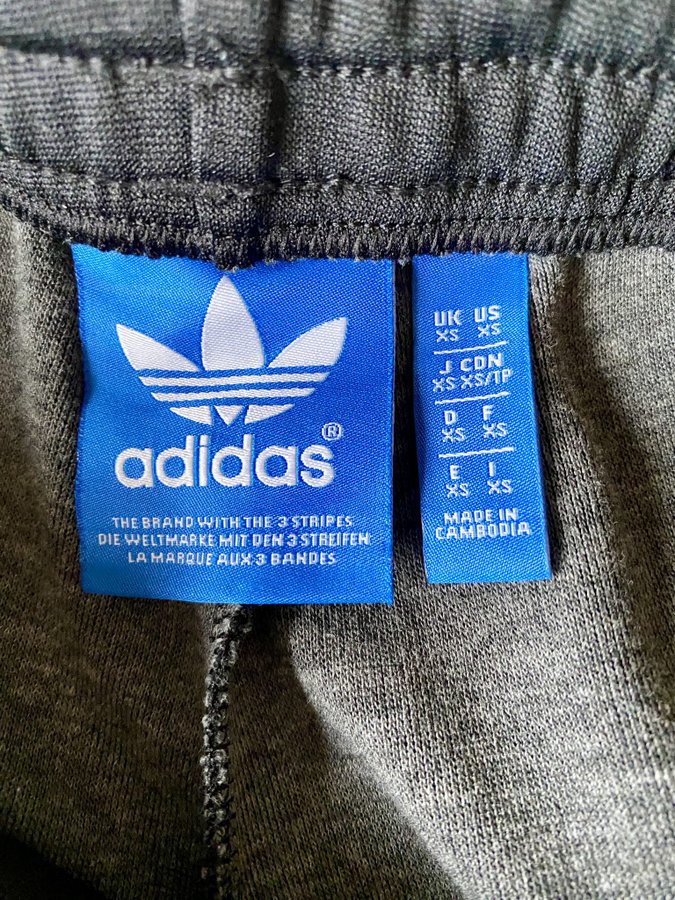 adidas®
THE BRAND WITH THE 3 STRIPES
DIE WELTMARKE MIT DEN 3 STREIFEN
LA MARQUE AUX 3 BANDES
UK US
XS XS
J CDN
XS XS/TP
D F
XS XS
E I
XS XS
MADE IN
CAMBODIA